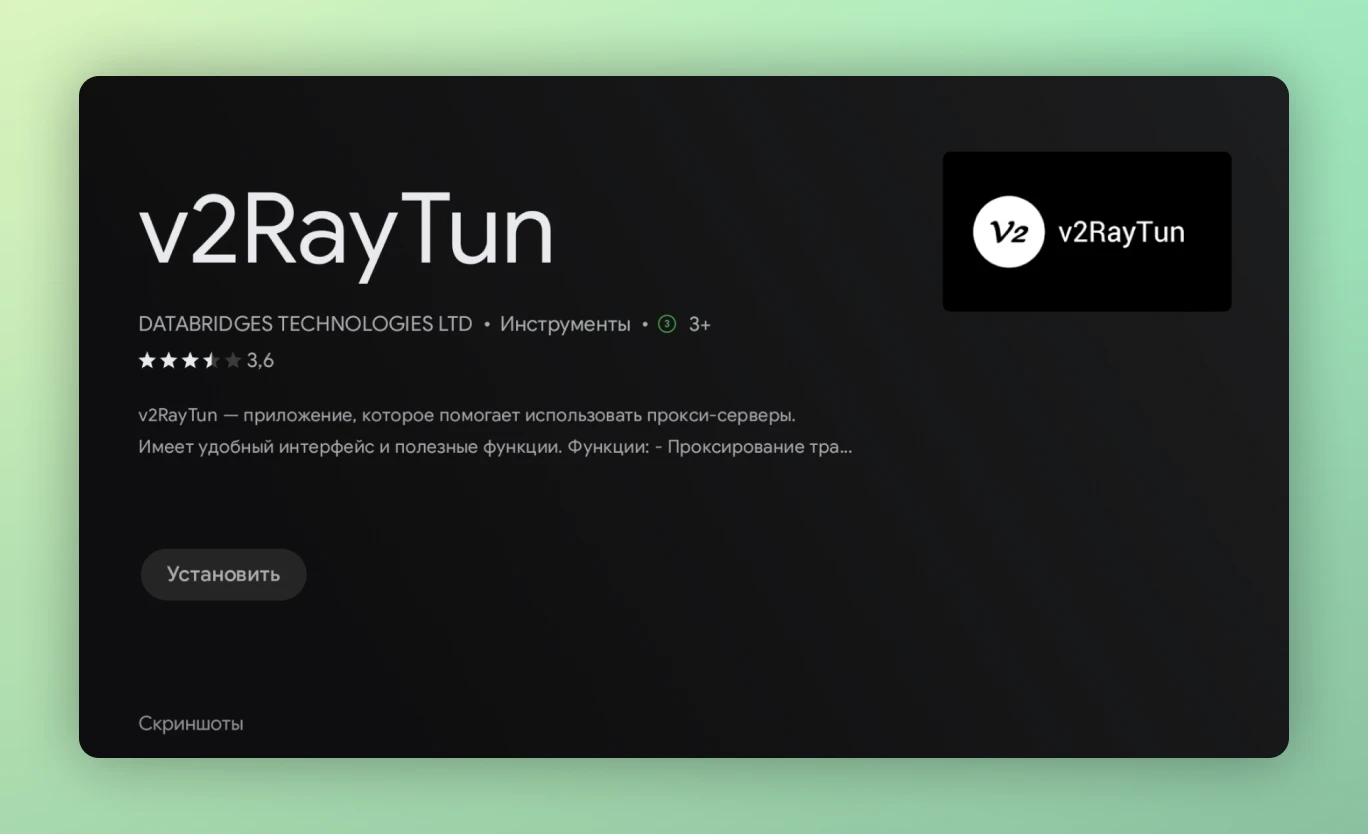 v2RayTun
V2 v2RayTun
DATABRIDGES TECHNOLOGIES LTD • Инструменты • 3 3+
3,6
v2RayTun — приложение, которое помогает использовать прокси-серверы.
Имеет удобный интерфейс и полезные функции. Функции: - Проксирование тра...
Установить
Скриншоты